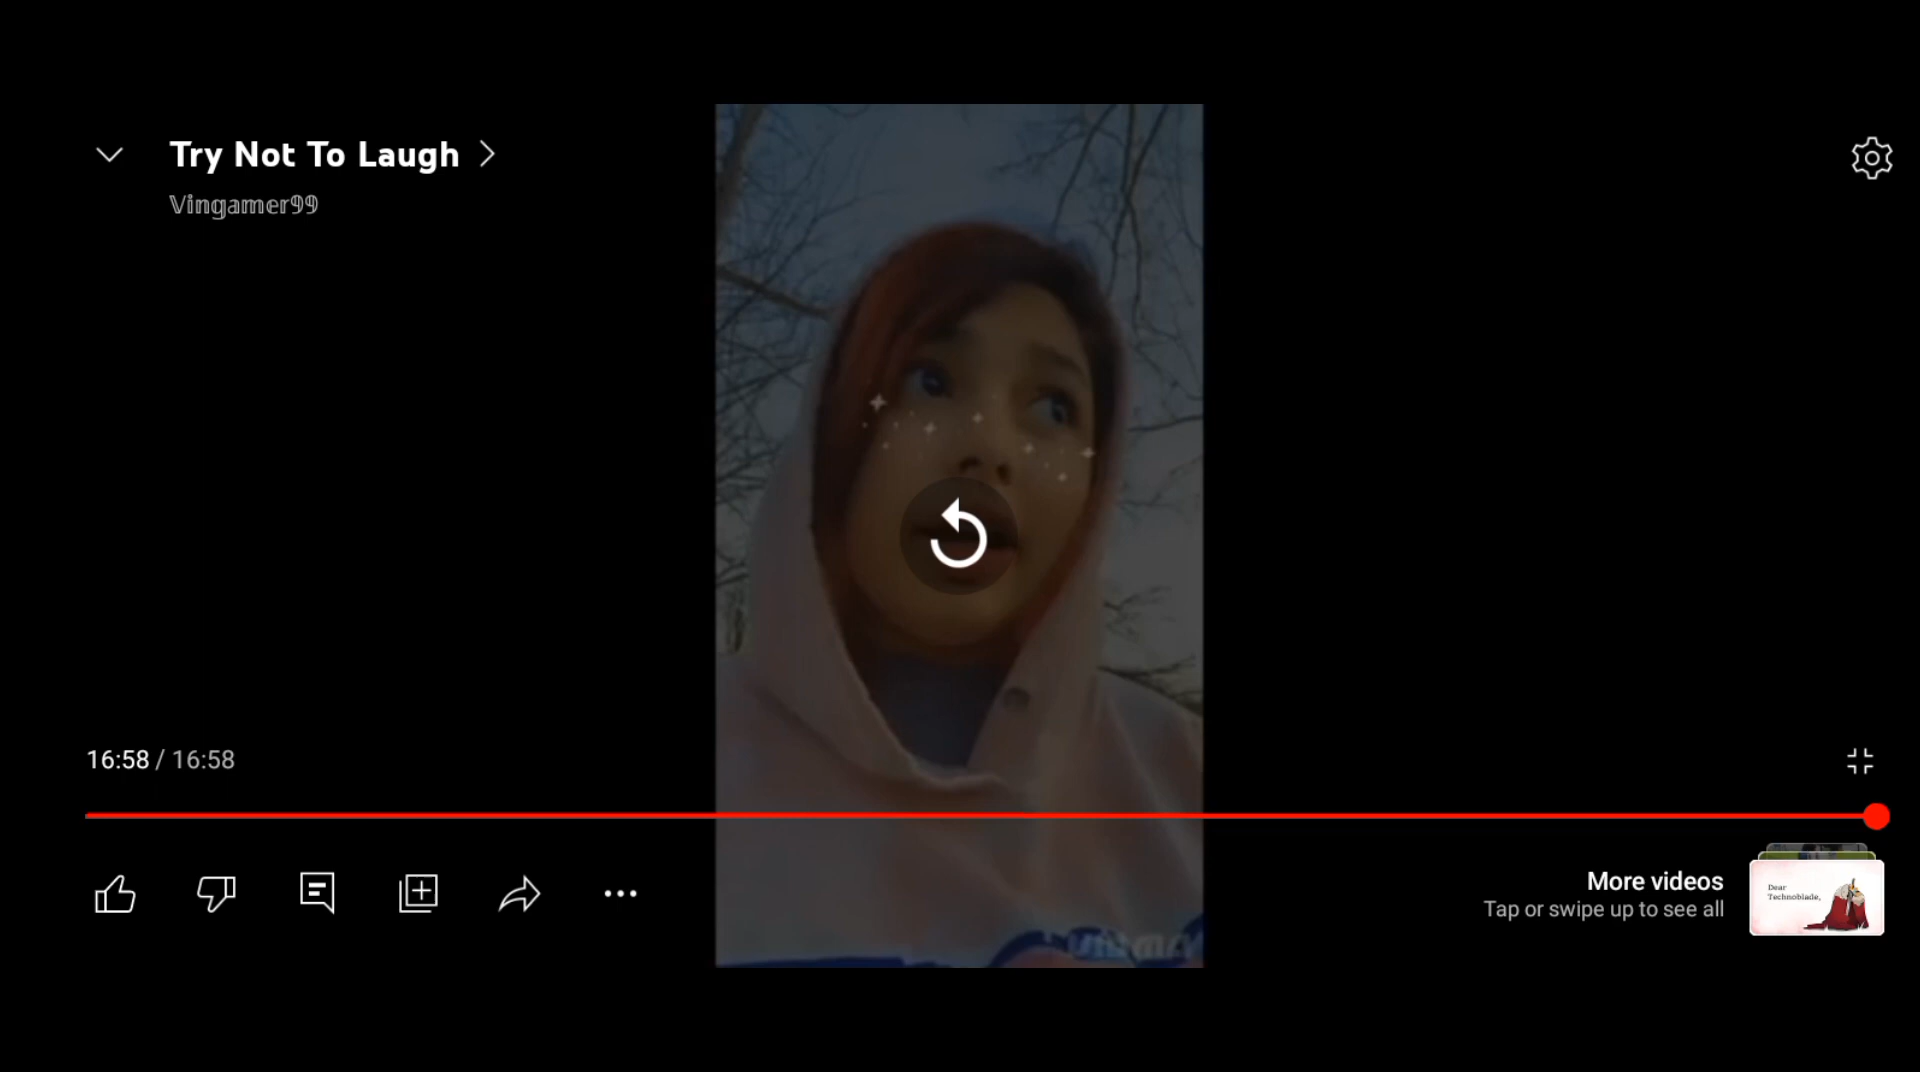 Try Not To Laugh
Vingamer99
16:58 / 16:58
More videos
Tap or swipe up to see all
Dear
Technoblade,